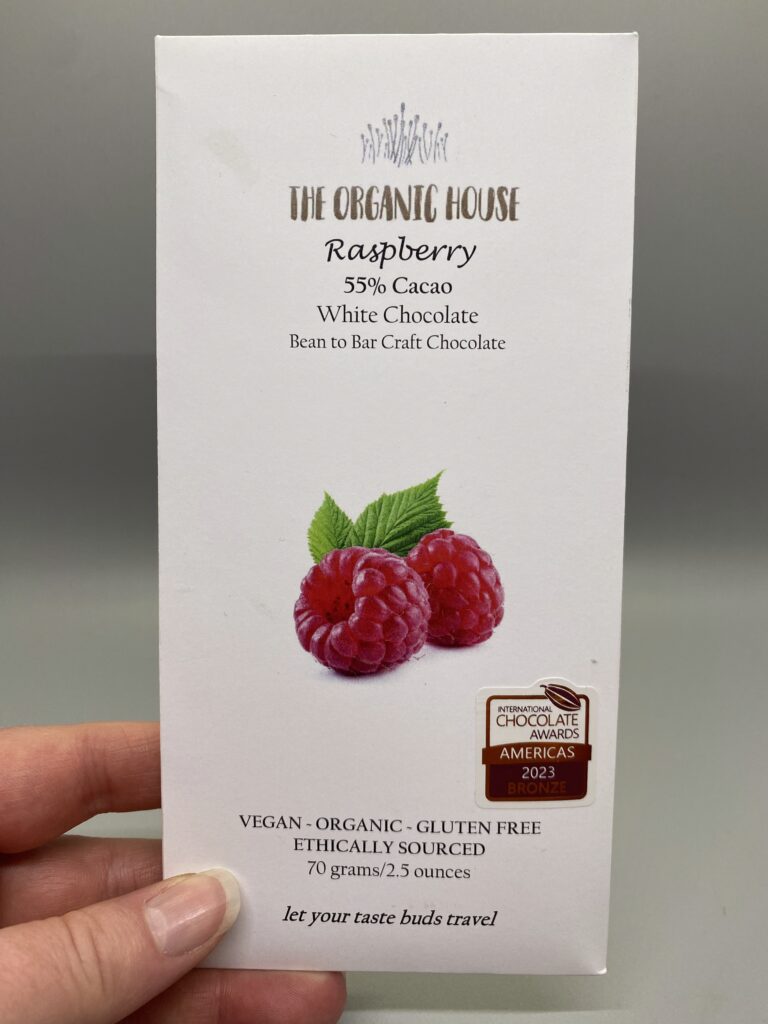 THE ORGANIC HOUSE
Raspberry
55% Cacao
White Chocolate
Bean to Bar Craft Chocolate
INTERNATIONAL
CHOCOLATE
AWARDS
AMERICAS
2023
BRONZE
VEGAN - ORGANIC - GLUTEN FREE
ETHICALLY SOURCED
70 grams/2.5 ounces
let your taste buds travel